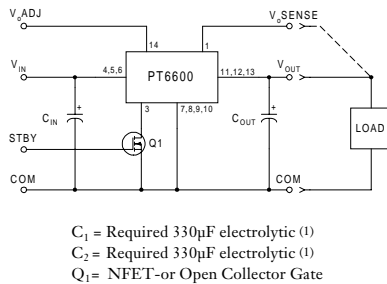 VoADJ
VoSENSE
14
1
VIN
4,5,6
PT6600
11,12,13
VOUT
CIN
+
3
7,8,9,10
COUT
+
LOAD
STBY
Q1
COM
COM
C1 = Required 330µF electrolytic (1)
C2 = Required 330µF electrolytic (1)
Q1= NFET-or Open Collector Gate